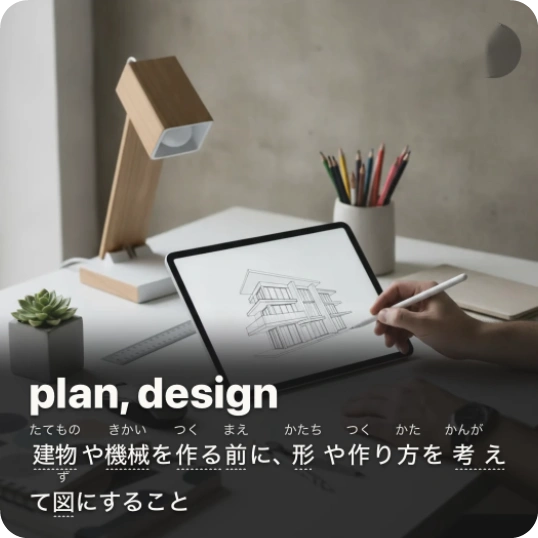 plan, design
たてもの きかい つく まえ かたち つく かた かんが
建物や機械を作る前に、形や作り方を考え
ず
て図にすること